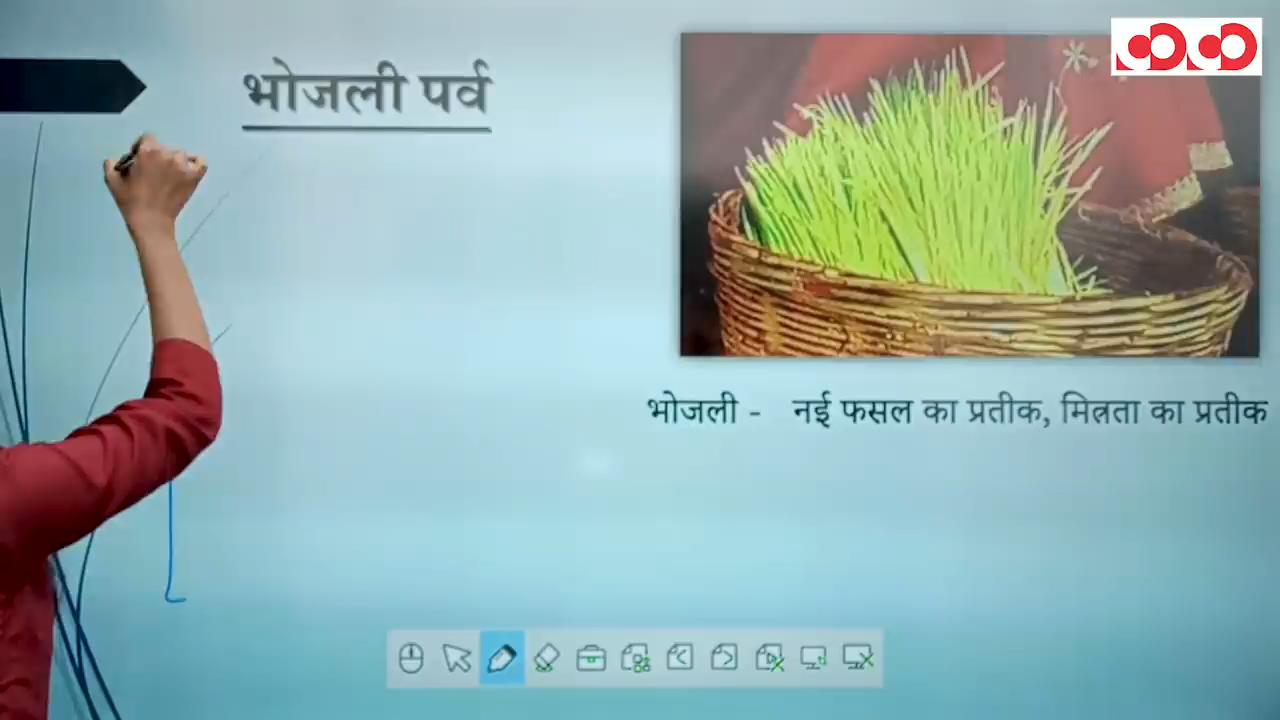 भोजली पर्व
भोजली - नई फसल का प्रतीक, मित्रता का प्रतीक